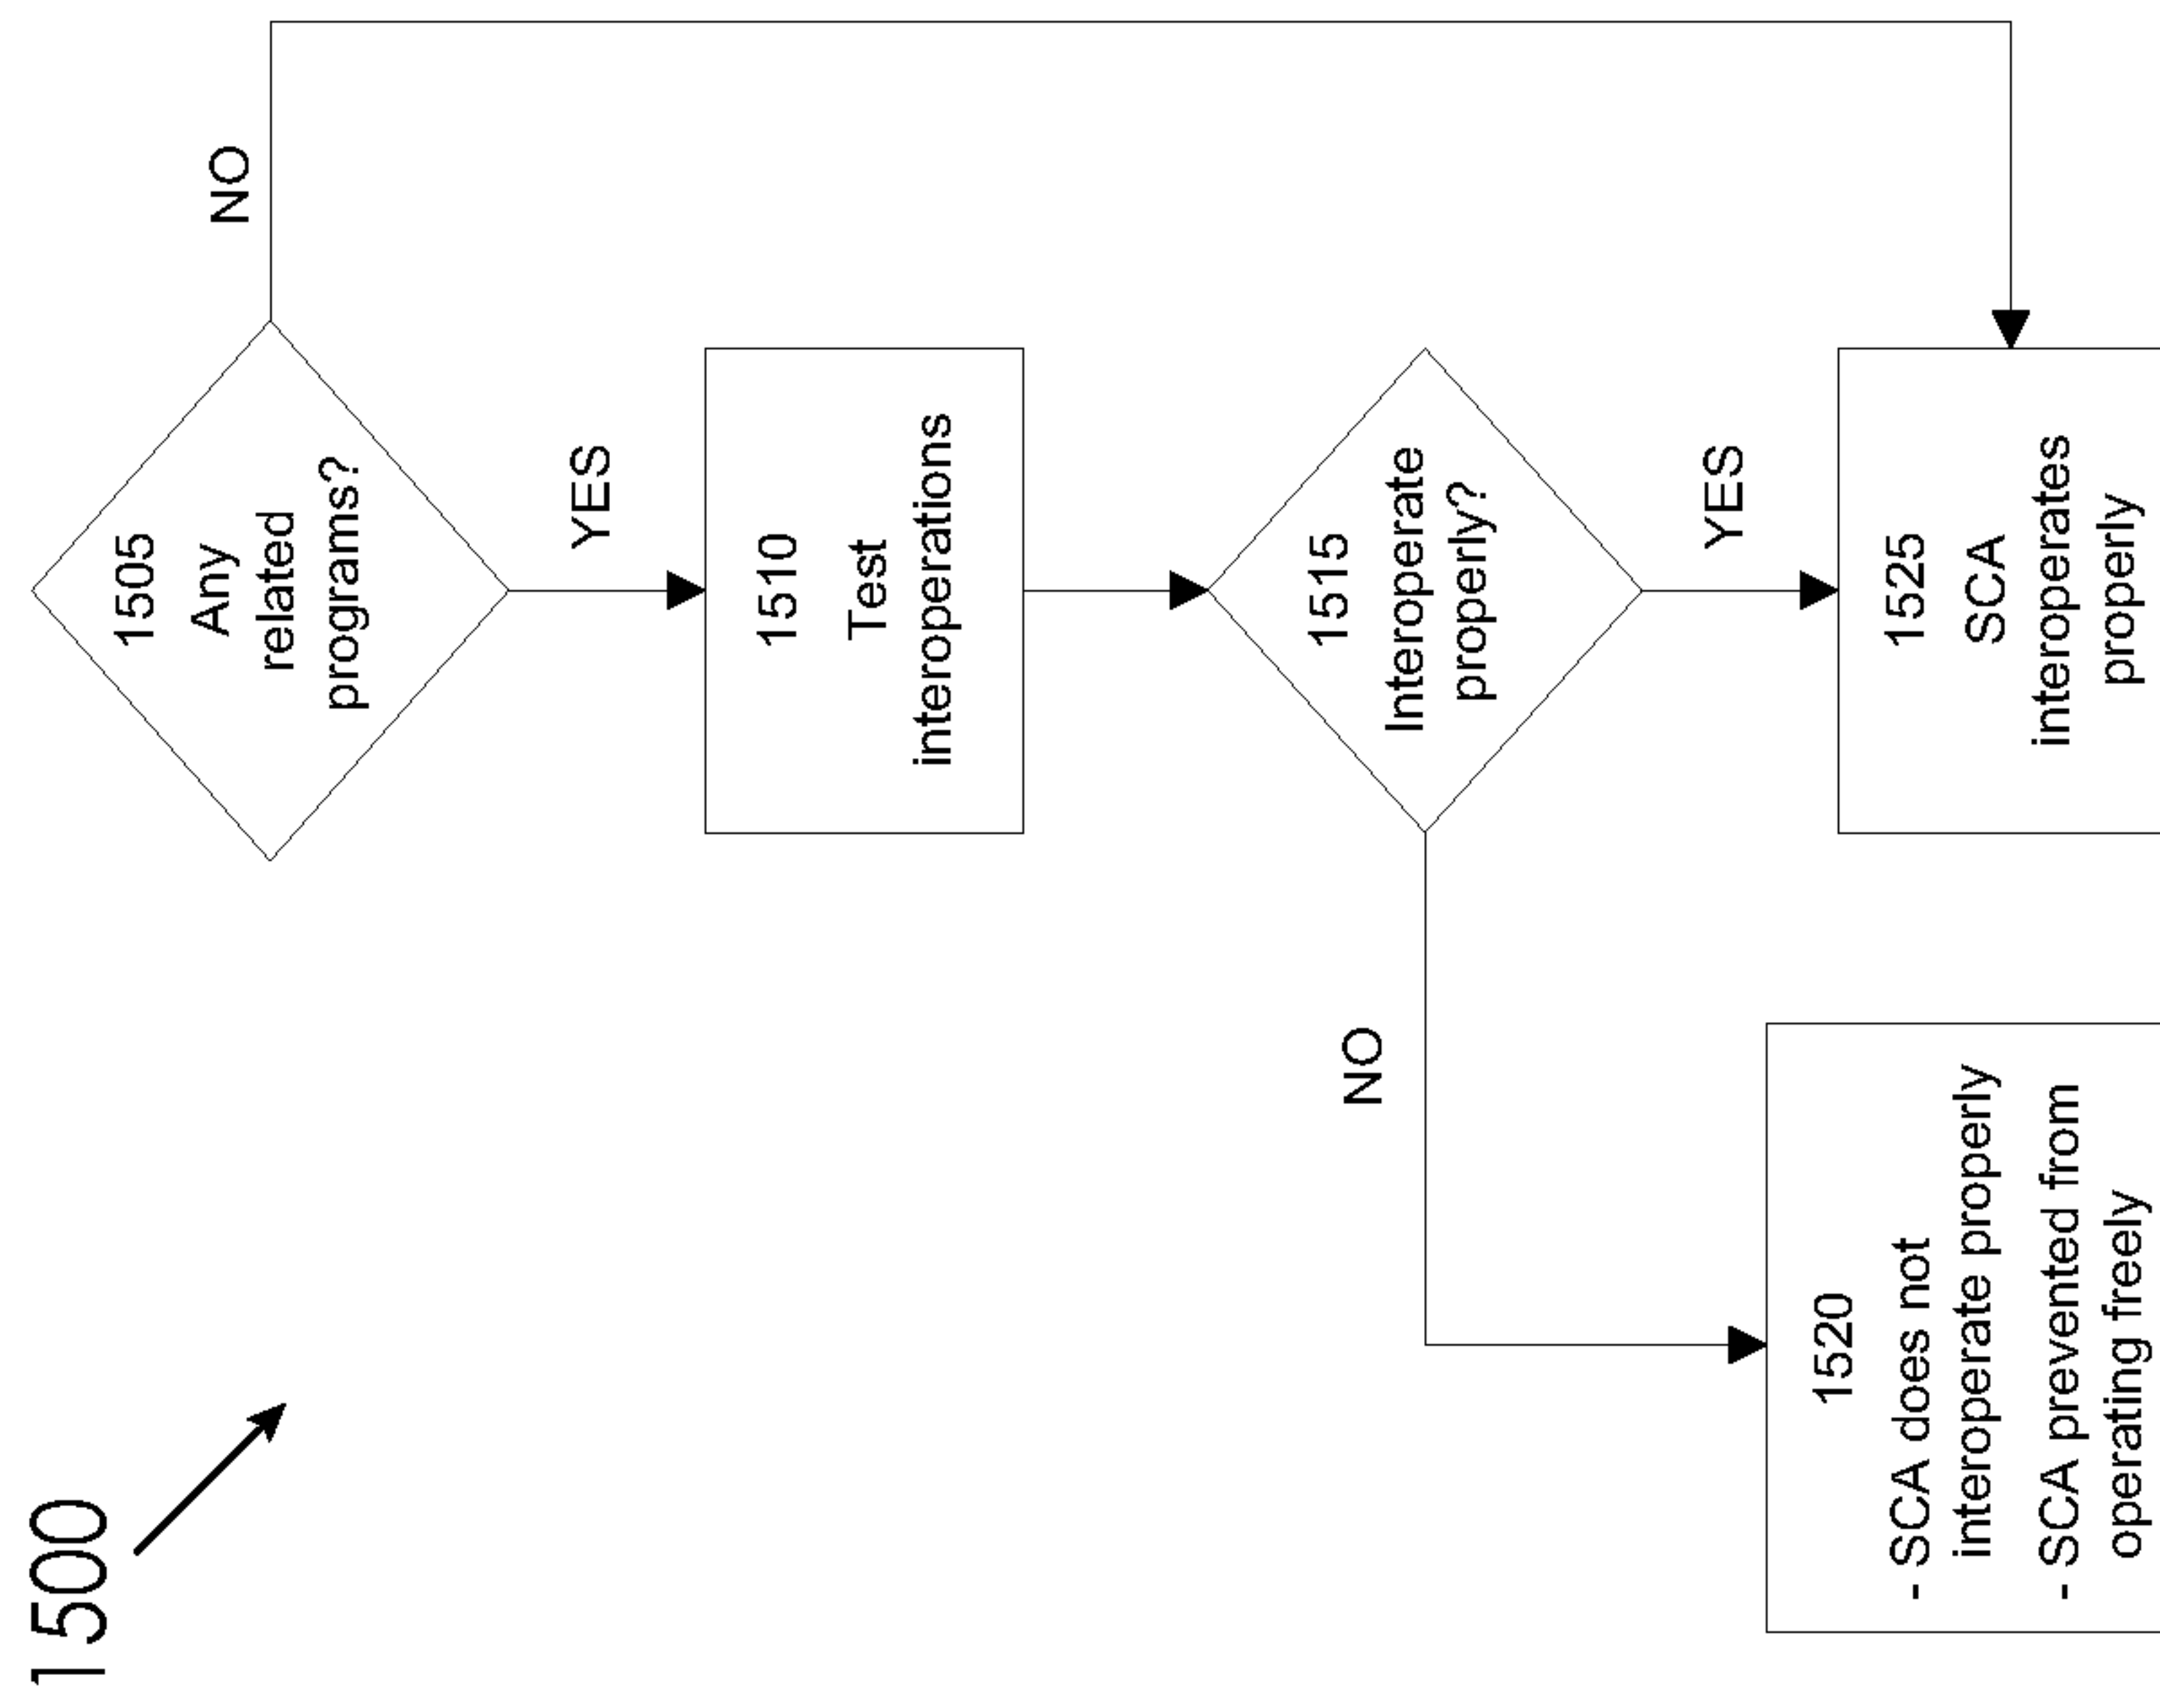 1500
1505
Any
related
programs?
NO
YES
1510
Test
interoperations
1515
Interoperate
properly?
NO
YES
1520
- SCA does not
interoperate properly
- SCA prevented from
operating freely
1525
SCA
interoperates
properly